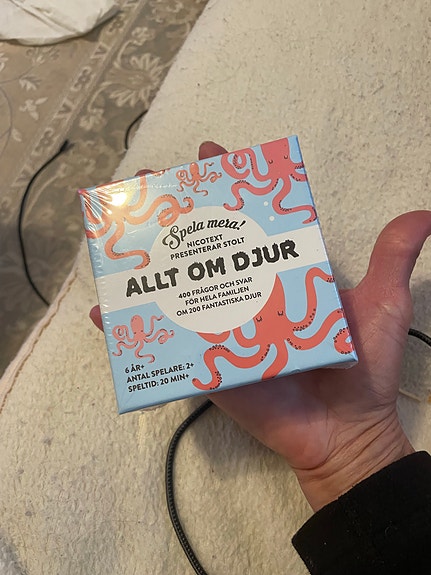 Spela mera!
NICOTEXT
PRESENTERAR STOLT
ALLT OM DJUR
400 FRÅGOR OCH SVAR
FÖR HELA FAMILJEN
OM 200 FANTASTISKA DJUR
6 ÅR+
ANTAL SPELARE: 2+
SPELTID: 20 MIN+